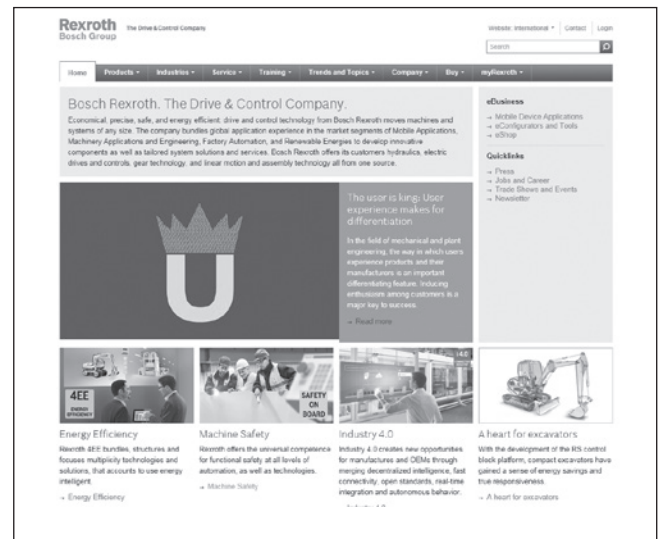 Rexroth
Bosch Group
The Drive & Control Company
Website: International
Contact
Login
Search
Home
Products
Industries
Service
Training
Trends and Topics
Company
Buy
myRexroth
Bosch Rexroth. The Drive & Control Company.
Economical, precise, safe, and energy efficient: drive and control technology from Bosch Rexroth moves machines and
systems of any size. The company bundles global application experience in the market segments of Mobile Applications,
Machinery Applications and Engineering, Factory Automation, and Renewable Energies to develop innovative
components as well as tailored system solutions and services. Bosch Rexroth offers its customers hydraulics, electric
drives and controls, gear technology, and linear motion and assembly technology all from one source.
eBusiness
→ Mobile Device Applications
→ eConfigurators and Tools
→ eShop
Quicklinks
→ Press
→ Jobs and Career
→ Trade Shows and Events
→ Newsletter
U
The user is king: User
experience makes for
differentiation
In the field of mechanical and plant
engineering, the way in which users
experience products and their
manufacturers is an important
differentiating feature. Inducing
enthusiasm among customers is a
major key to success.
→ Read more
4EE
ENERGY
EFFICIENCY
SAFETY
ON
BOARD
4.0
Energy Efficiency
Rexroth 4EE bundles, structures and
focuses multiplicity technologies and
solutions, that accounts to use energy
intelligent.
→ Energy Efficiency
Machine Safety
Rexroth offers the universal competence
for functional safety at all levels of
automation, as well as technologies.
→ Machine Safety
Industry 4.0
Industry 4.0 creates new opportunities
for manufactures and OEMs through
merging decentralized intelligence, fast
connectivity, open standards, real-time
integration and autonomous behavior.
A heart for excavators
With the development of the RS control
block platform, compact excavators have
gained a sense of energy savings and
true responsiveness.
→ A heart for excavators